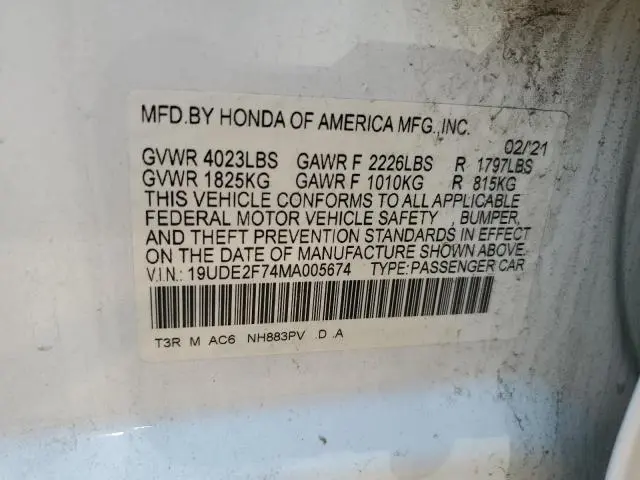 MFD.BY HONDA OF AMERICA MFG.,INC.
02/'21
GVWR 4023LBS GAWR F 2226LBS R 1797LBS
GVWR 1825KG GAWR F 1010KG R 815KG
THIS VEHICLE CONFORMS TO ALL APPLICABLE
FEDERAL MOTOR VEHICLE SAFETY , BUMPER,
AND THEFT PREVENTION STANDARDS IN EFFECT
ON THE DATE OF MANUFACTURE SHOWN ABOVE.
V.I.N.: 19UDE2F74MA005674 TYPE:PASSENGER CAR
T3R M AC6 NH883PV .D .A